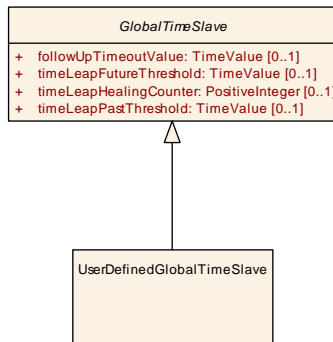 GlobalTimeSlave
+ followUpTimeoutValue: TimeValue [0..1]
+ timeLeapFutureThreshold: TimeValue [0..1]
+ timeLeapHealingCounter: PositiveInteger [0..1]
+ timeLeapPastThreshold: TimeValue [0..1]
UserDefinedGlobalTimeSlave